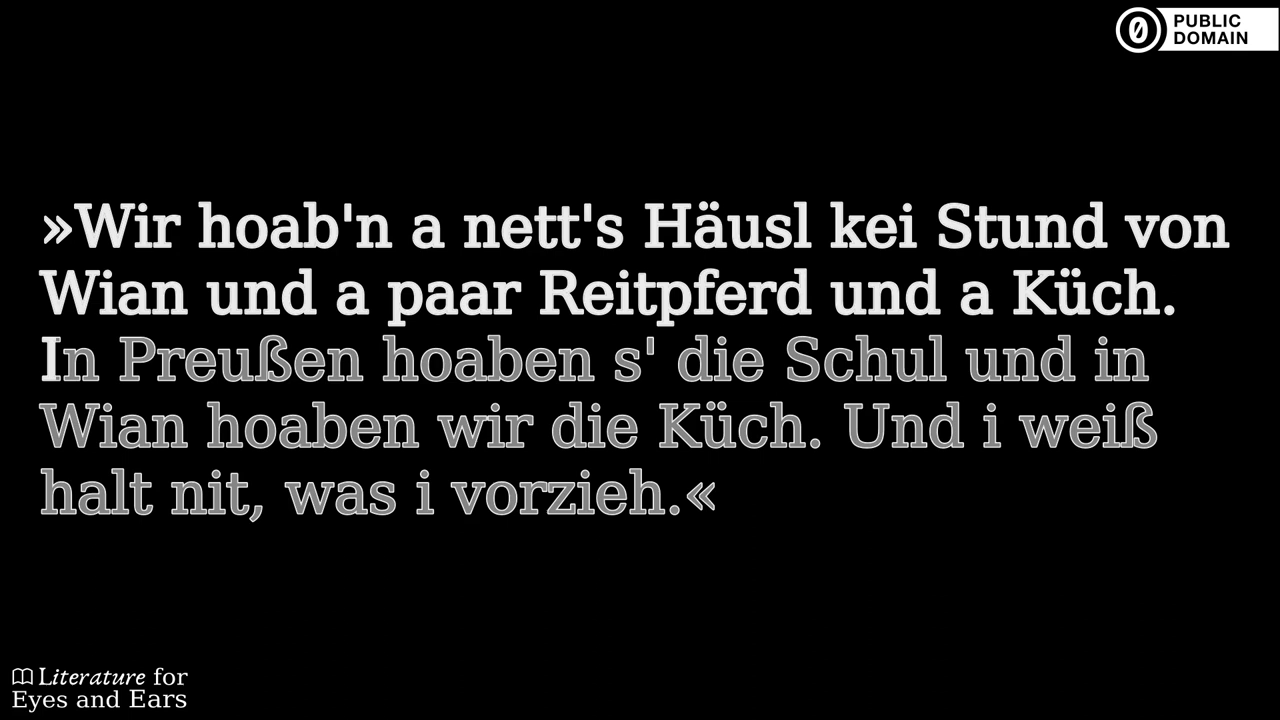 PUBLIC
DOMAIN
»Wir hoab'n a nett's Häusl kei Stund von
Wian und a paar Reitpferd und a Küch.
In Preußen hoaben s' die Schul und in
Wian hoaben wir die Küch. Und i weiß
halt nit, was i vorzieh.«
Literature for
Eyes and Ears